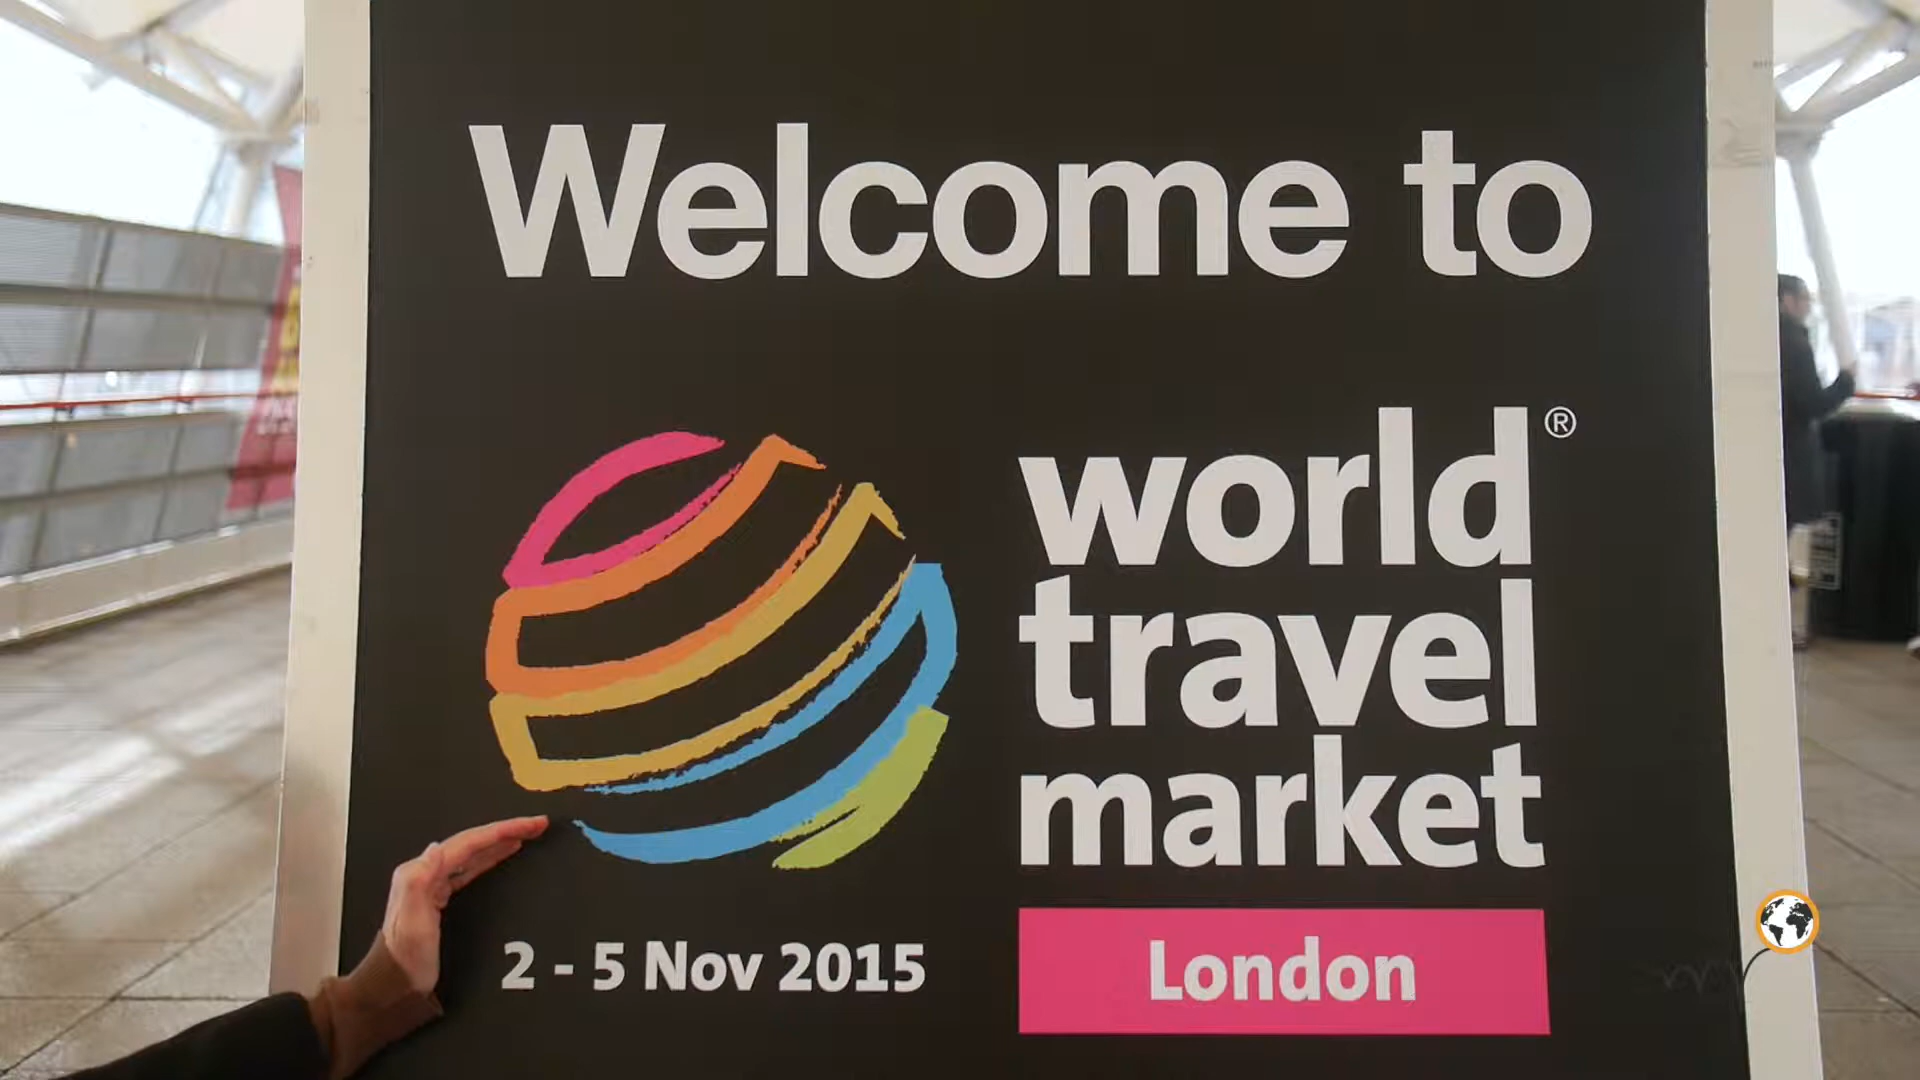 Welcome to
world®
travel
market
2 - 5 Nov 2015
London